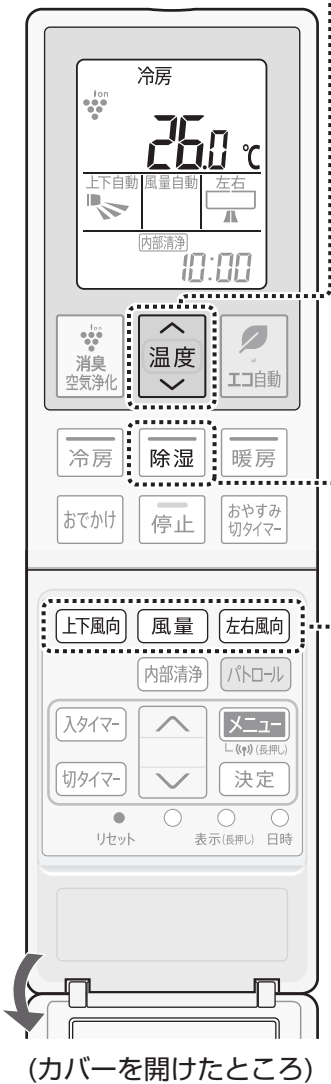 冷房
ion
26.0 ℃
上下自動 風量自動 左右
内部清浄
10:00
ion
消臭
空気浄化
温度
エコ自動
冷房 除湿 暖房
おでかけ 停止 おやすみ
切タイマー
上下風向 風量 左右風向
内部清浄 パトロール
入タイマー メニュー
(長押し)
切タイマー 決定
リセット 表示(長押し) 日時
(カバーを開けたところ)